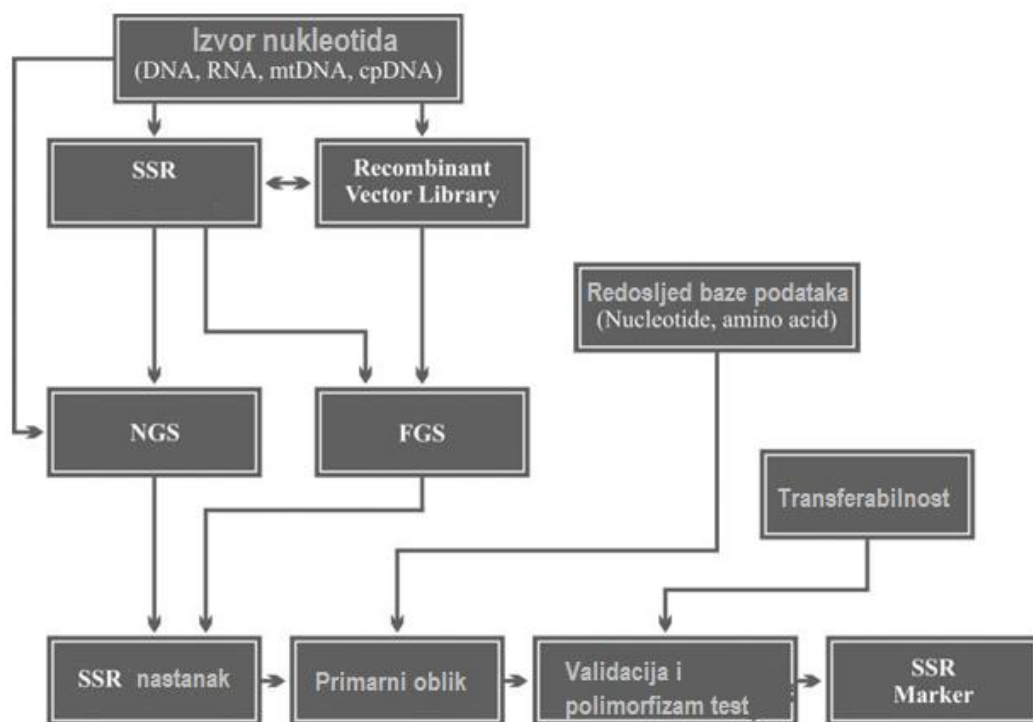 Izvor nukleotida
(DNA, RNA, mtDNA, cpDNA)
SSR
Recombinant
Vector Library
Redosljed baze podataka
(Nucleotide, amino acid)
NGS
FGS
Transferabilnost
SSR nastanak
Primarni oblik
Validacija i
polimorfizam test
SSR
Marker